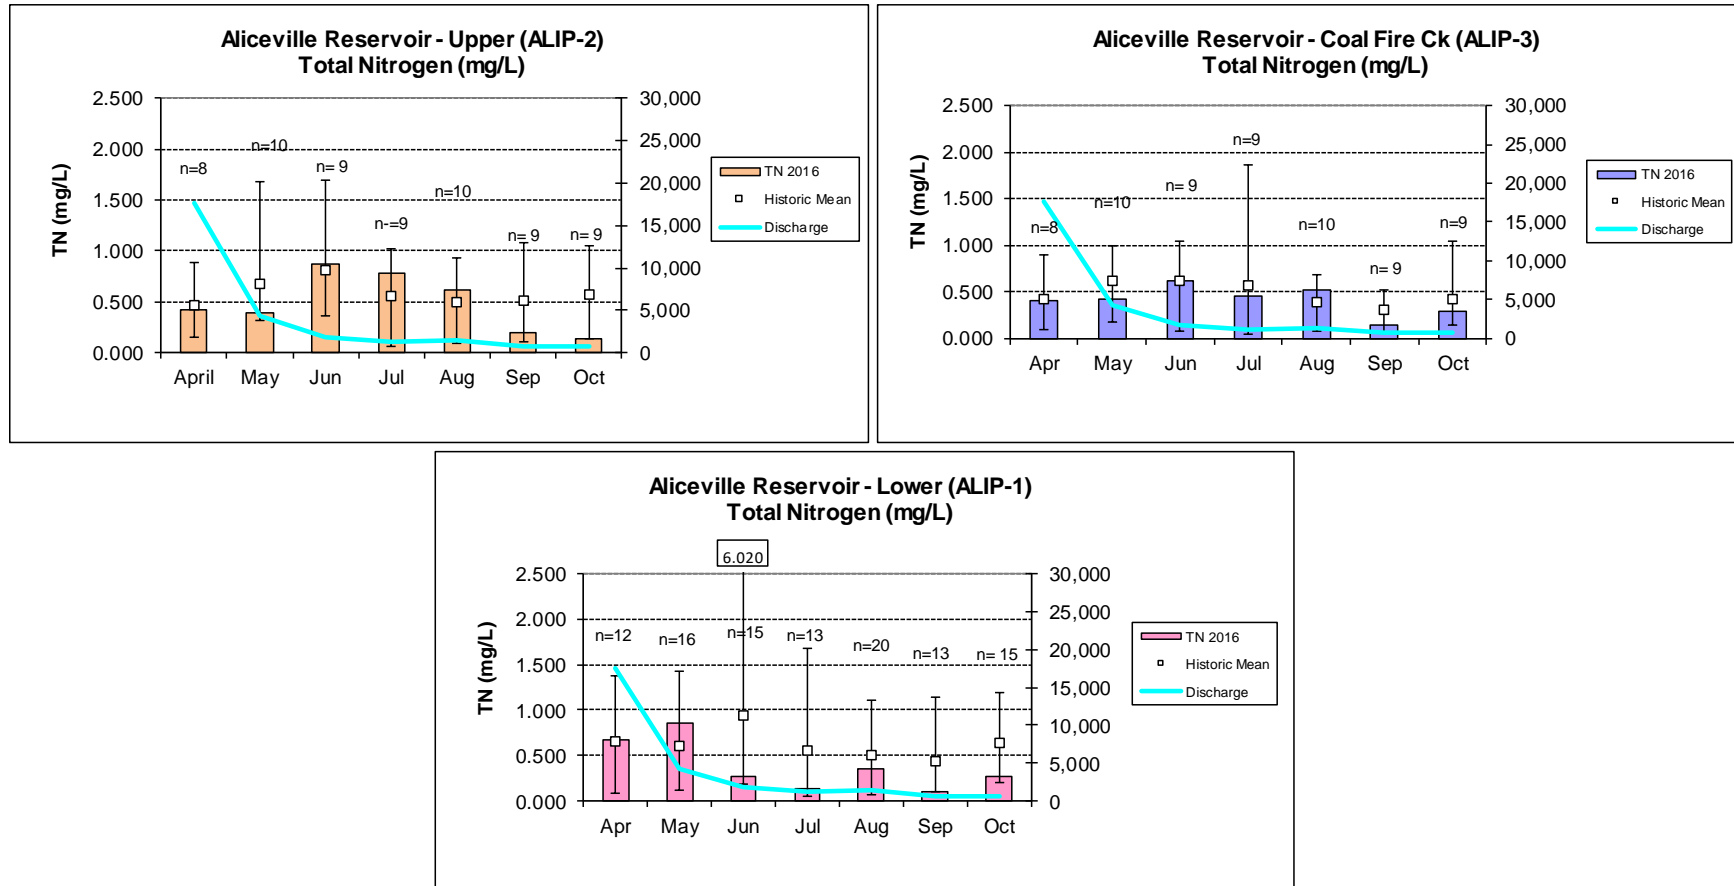 Aliceville Reservoir - Upper (ALIP-2)
Total Nitrogen (mg/L)
TN (mg/L)
2.500
2.000
1.500
1.000
0.500
0.000
30,000
25,000
20,000
15,000
10,000
5,000
0
n=8
n=10
n= 9
n-=9
n=10
n= 9
n= 9
April May Jun Jul Aug Sep Oct
TN 2016
Historic Mean
Discharge
Aliceville Reservoir - Coal Fire Ck (ALIP-3)
Total Nitrogen (mg/L)
TN (mg/L)
2.500
2.000
1.500
1.000
0.500
0.000
30,000
25,000
20,000
15,000
10,000
5,000
0
n=8
n=10
n= 9
n=9
n=10
n= 9
n=9
Apr May Jun Jul Aug Sep Oct
TN 2016
Historic Mean
Discharge
Aliceville Reservoir - Lower (ALIP-1)
Total Nitrogen (mg/L)
6.020
TN (mg/L)
2.500
2.000
1.500
1.000
0.500
0.000
30,000
25,000
20,000
15,000
10,000
5,000
0
n=12
n=16
n=15
n=13
n=20
n=13
n= 15
Apr May Jun Jul Aug Sep Oct
TN 2016
Historic Mean
Discharge